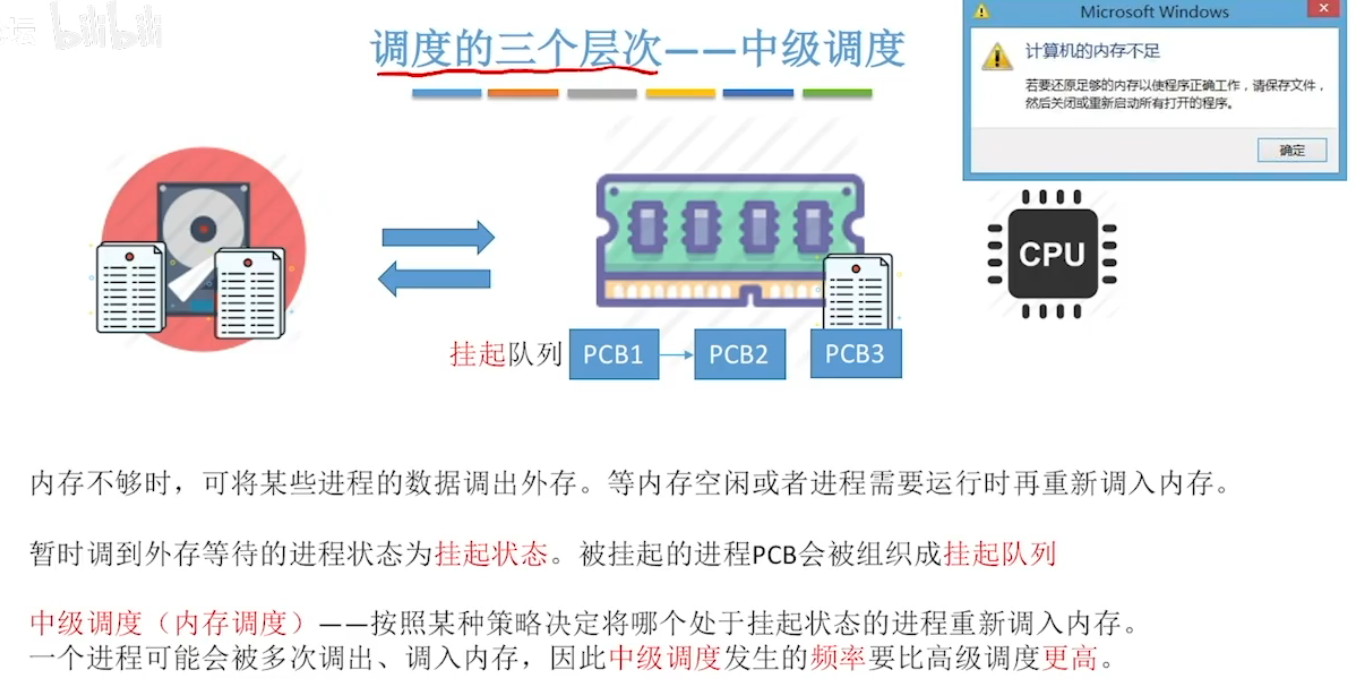 坛 bilibili
调度的三个层次——中级调度
Microsoft Windows
计算机的内存不足
若要还原足够的内存以使程序正确工作，请保存文件，
然后关闭或重新启动所有打开的程序。
确定
CPU
挂起队列 PCB1 PCB2 PCB3
内存不够时，可将某些进程的数据调出外存。等内存空闲或者进程需要运行时再重新调入内存。
暂时调到外存等待的进程状态为挂起状态。被挂起的进程PCB会被组织成挂起队列
中级调度（内存调度）——按照某种策略决定将哪个处于挂起状态的进程重新调入内存。
一个进程可能会被多次调出、调入内存，因此中级调度发生的频率要比高级调度更高。